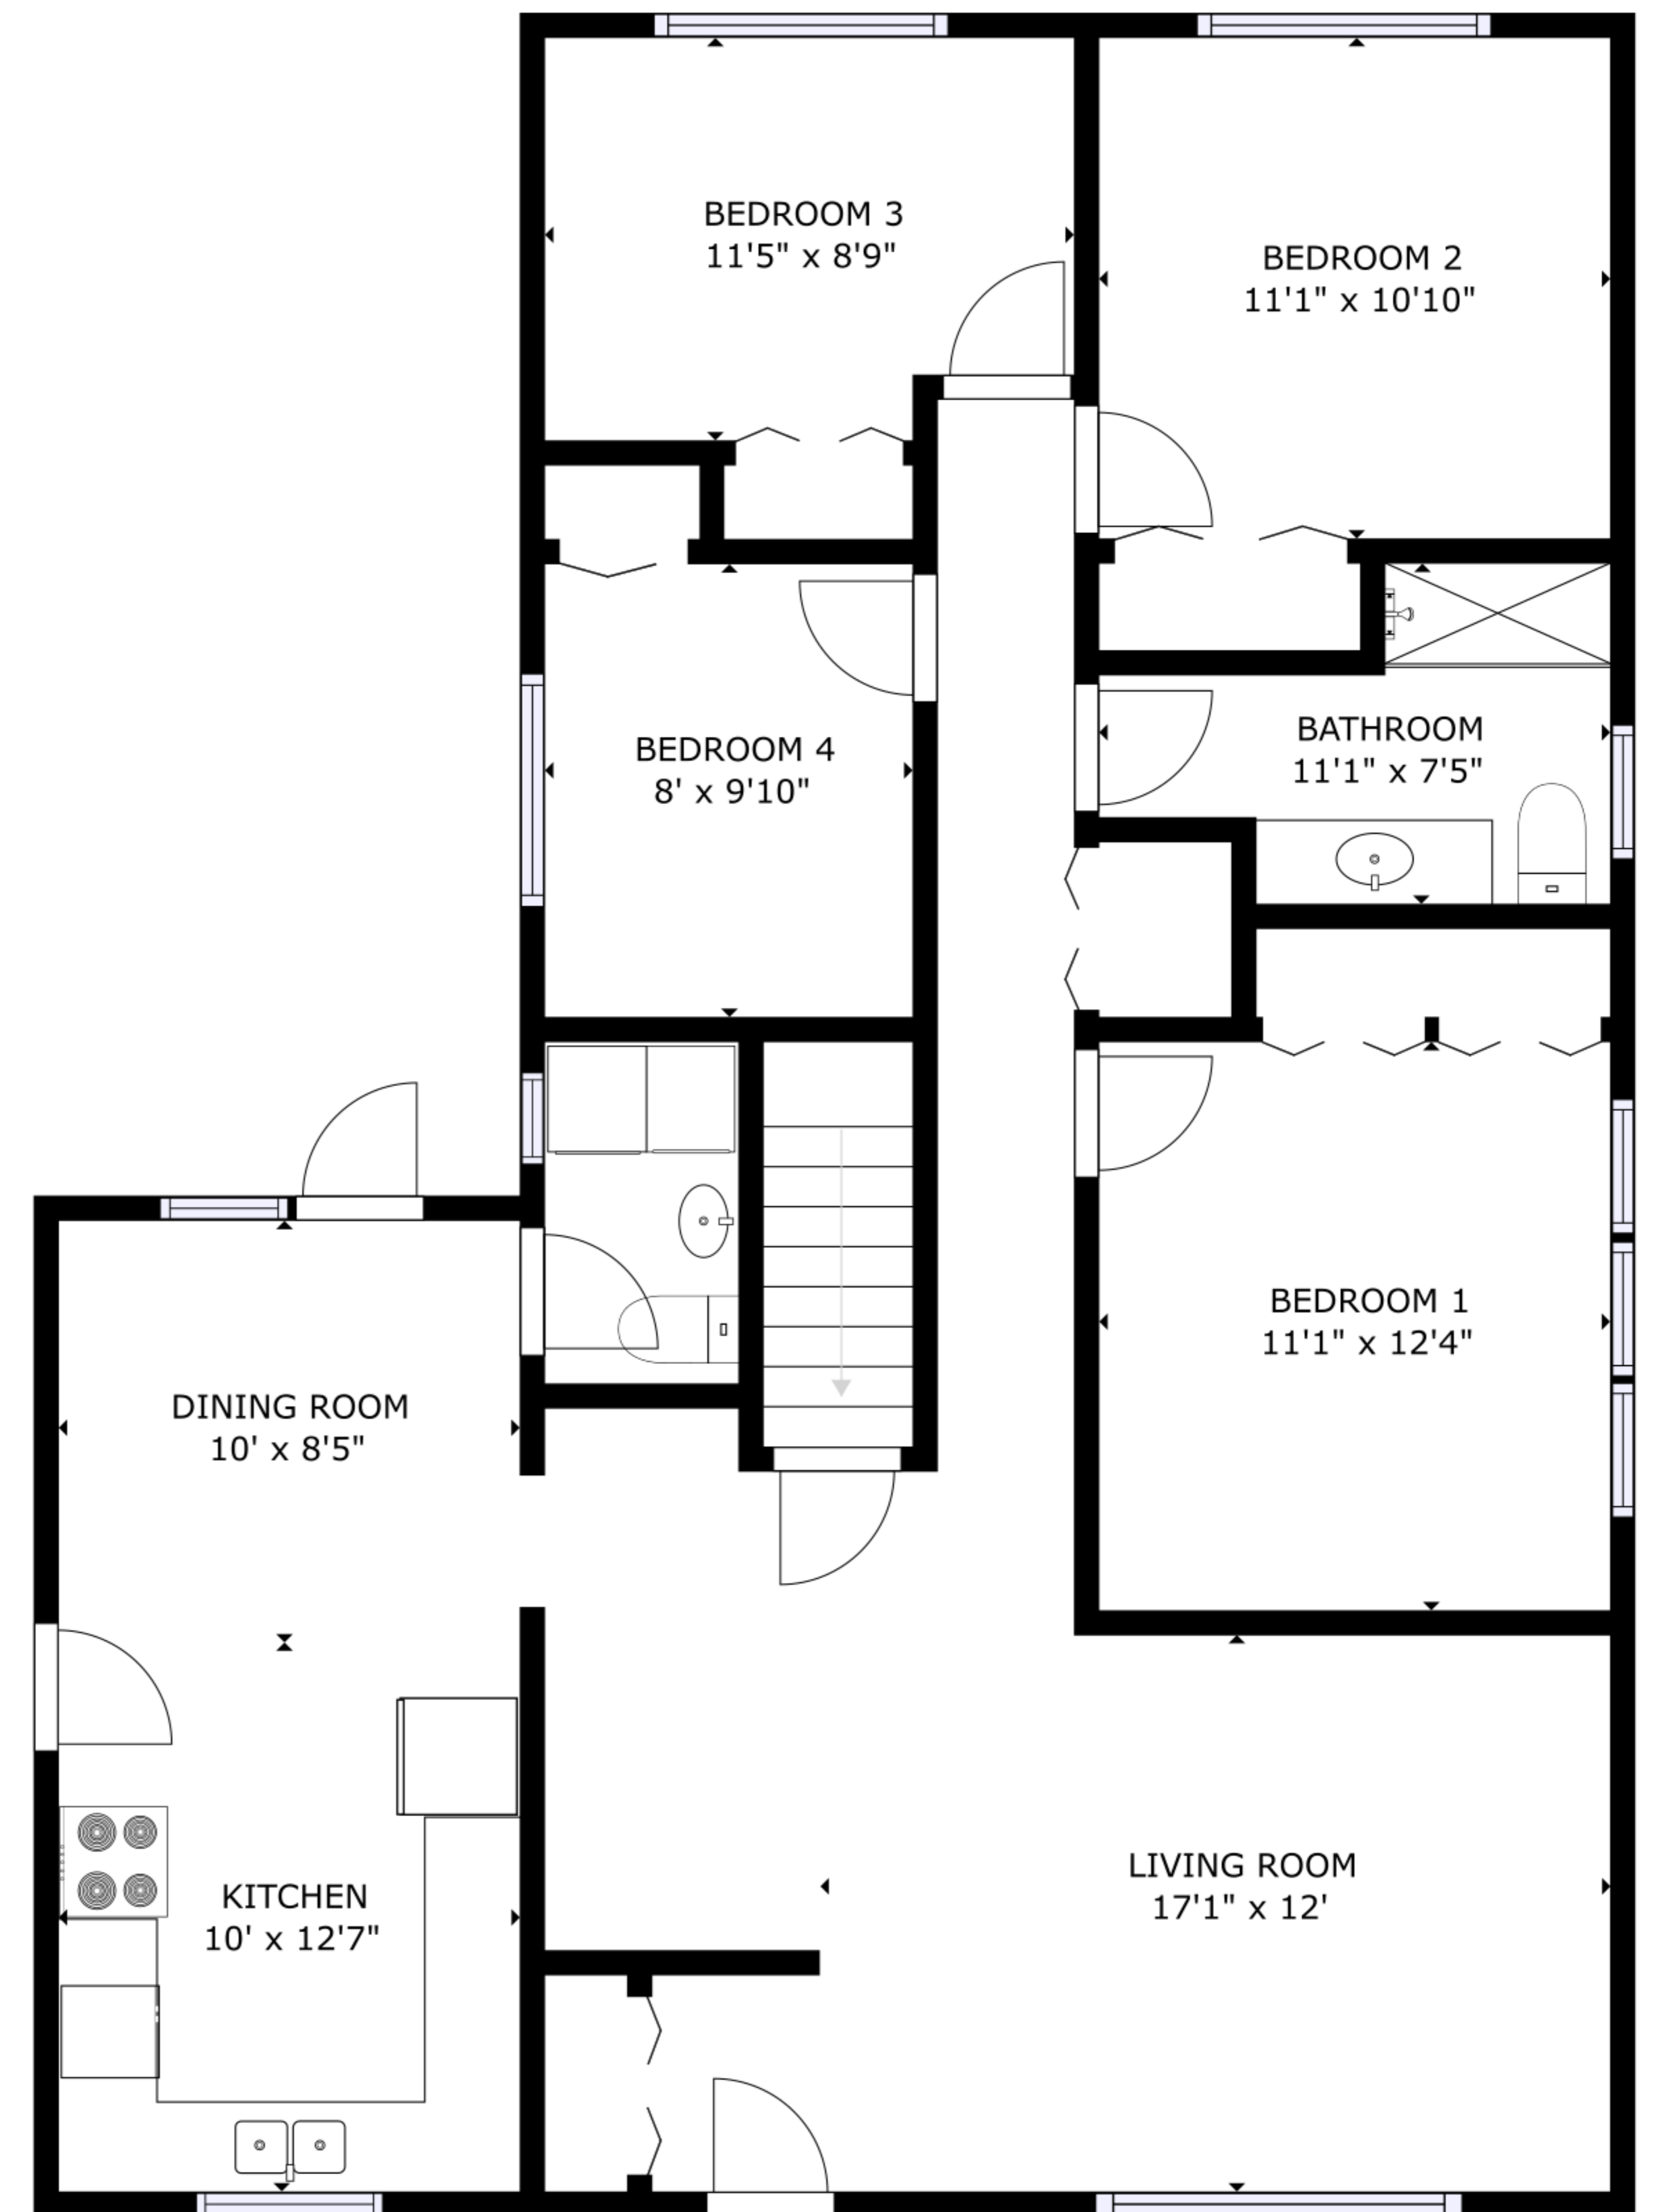 BEDROOM 3
11'5" x 8'9"
BEDROOM 2
11'1" x 10'10"
BEDROOM 4
8' x 9'10"
BATHROOM
11'1" x 7'5"
BEDROOM 1
11'1" x 12'4"
DINING ROOM
10' x 8'5"
LIVING ROOM
17'1" x 12'
KITCHEN
10' x 12'7"